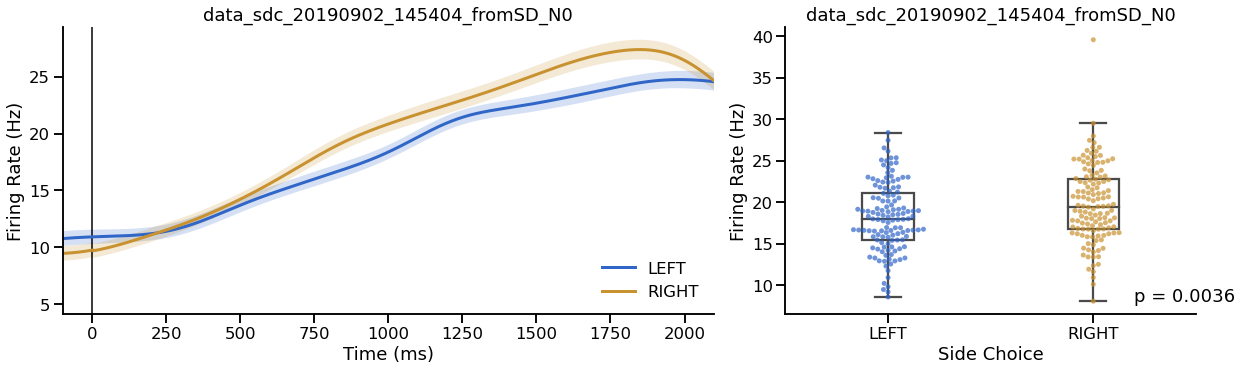 data_sdc_20190902_145404_fromSD_N0
Firing Rate (Hz)
25
20
15
10
5
LEFT
RIGHT
0 250 500 750 1000 1250 1500 1750 2000
Time (ms)
data_sdc_20190902_145404_fromSD_N0
Firing Rate (Hz)
40
35
30
25
20
15
10
p = 0.0036
LEFT RIGHT
Side Choice